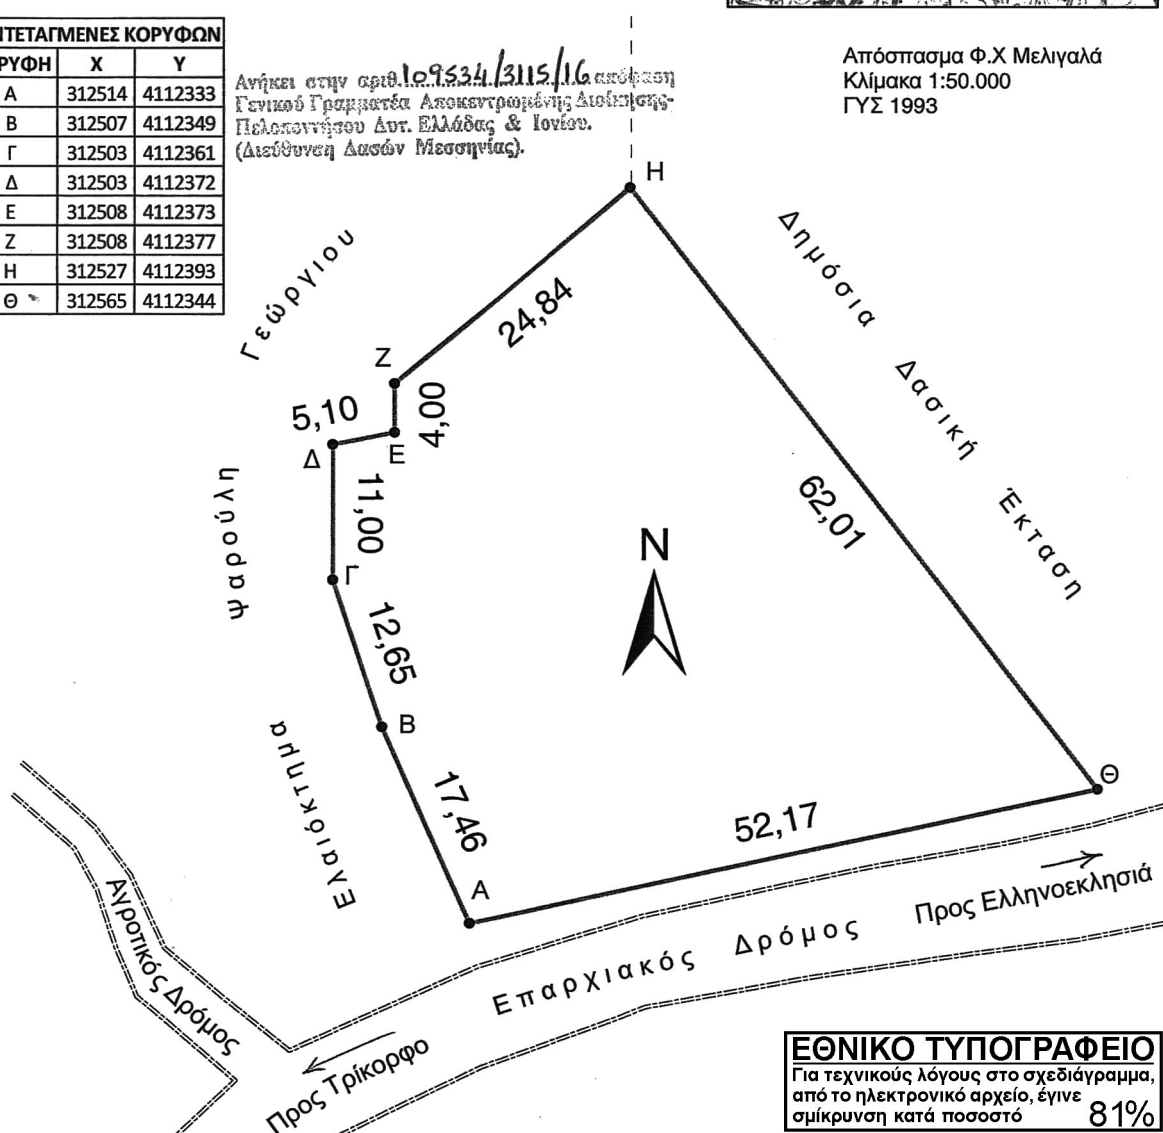 ΝΤΕΤΑΓΜΕΝΕΣ ΚΟΡΥΦΩΝ
ΡΥΦΗ Χ Υ
Α 312514 4112333
Β 312507 4112349
Γ 312503 4112361
Δ 312503 4112372
Ε 312508 4112373
Ζ 312508 4112377
Η 312527 4112393
Θ 312565 4112344
Ανήκει στην αριθ. 109534/3115/16 απόφαση
Γενικού Γραμματέα Αποκεντρωμένης Διοίκησης-
Πελοποννήσου Δυτ. Ελλάδας & Ιονίου.
(Διεύθυνση Δασών Μεσσηνίας).
Απόσπασμα Φ.Χ Μελιγαλά
Κλίμακα 1:50.000
ΓΥΣ 1993
Η
Δημόσια Δασική Έκταση
Γεώργιου
24,84
Ζ
5,10
4,00
Δ
Ε
Ψαρούλη
11,00
62,01
Ν
Γ
12,65
Β
Ελαιόκτημα
17,46
Θ
52,17
Α
Αγροτικός Δρόμος
Επαρχιακός Δρόμος
Προς Ελληνοεκλησιά
Προς Τρίκορφο
ΕΘΝΙΚΟ ΤΥΠΟΓΡΑΦΕΙΟ
Για τεχνικούς λόγους στο σχεδιάγραμμα,
από το ηλεκτρονικό αρχείο, έγινε
σμίκρυνση κατά ποσοστό 81%